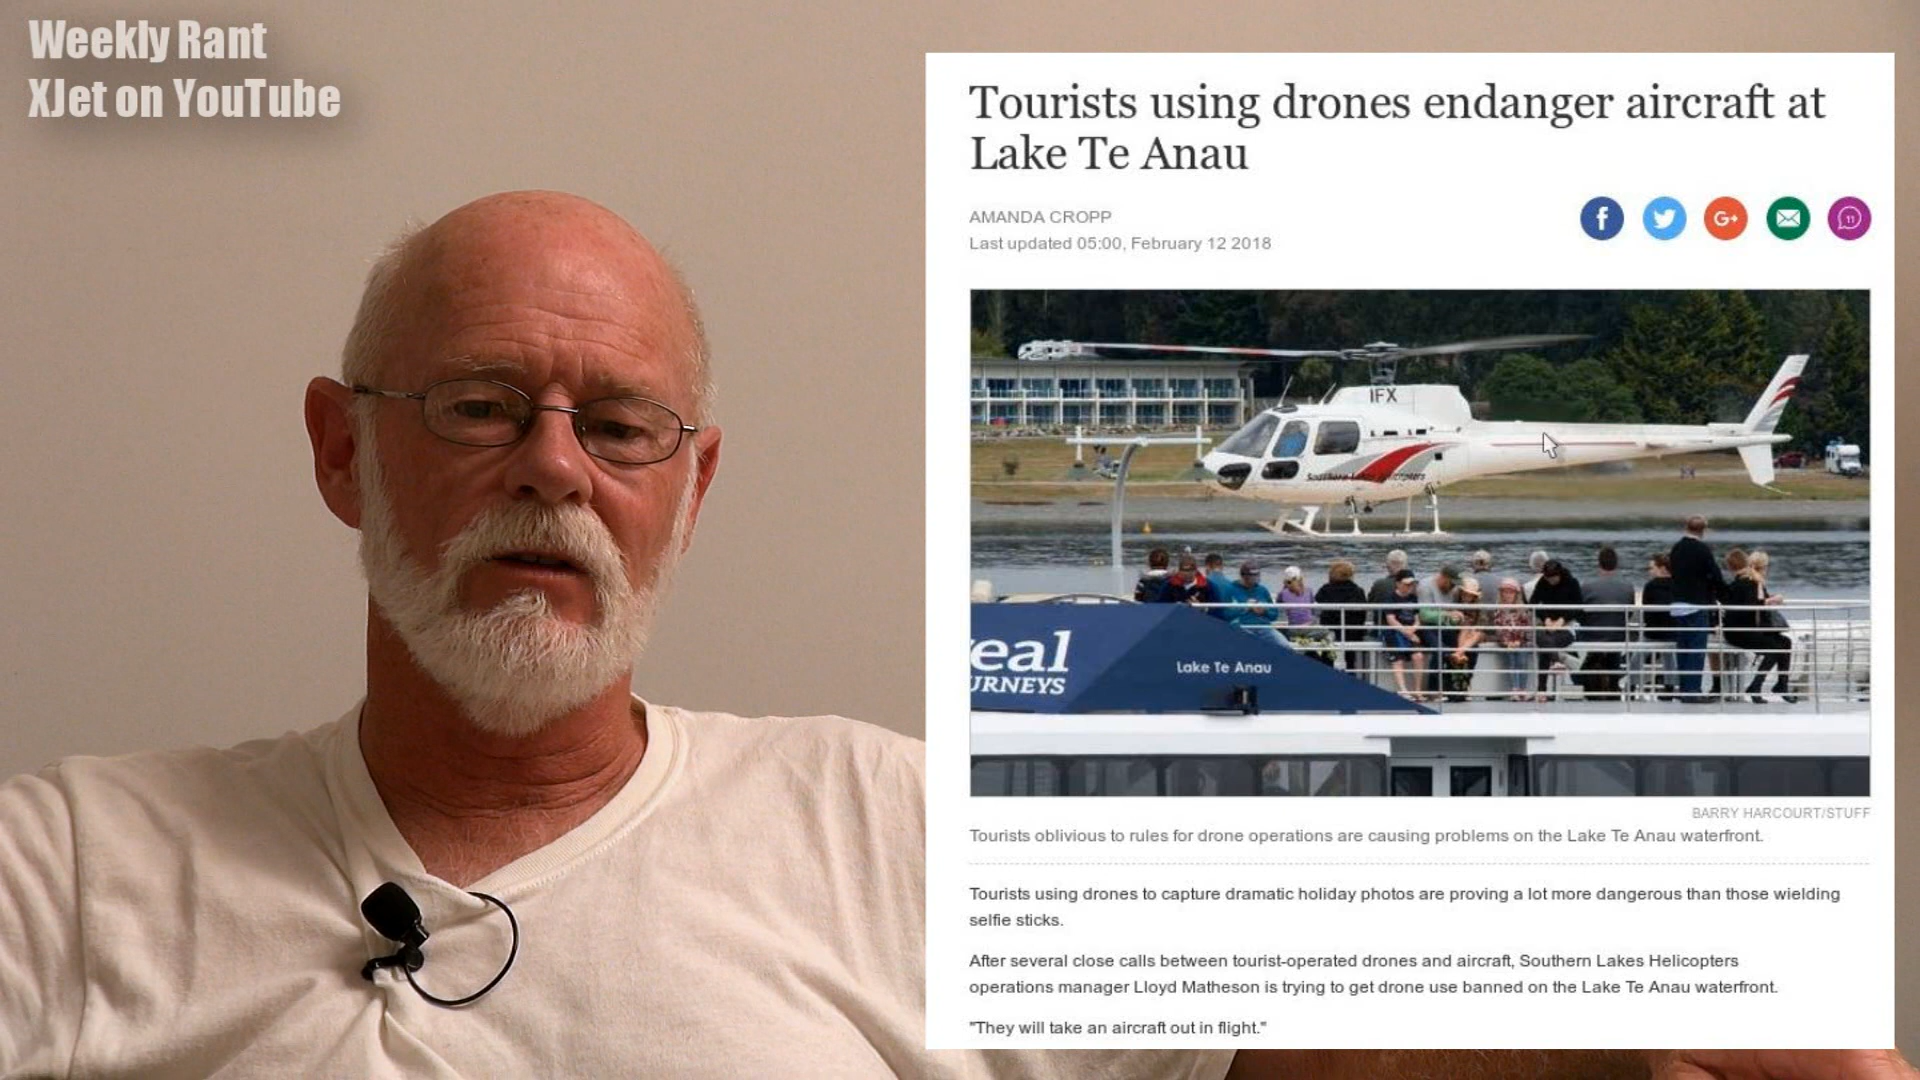 Weekly Rant
XJet on YouTube
Tourists using drones endanger aircraft at
Lake Te Anau
AMANDA CROPP
Last updated 05:00, February 12 2018
f
G+
11
IFX
Southern Lakes Helicopters
eal
URNEYS
Lake Te Anau
BARRY HARCOURT/STUFF
Tourists oblivious to rules for drone operations are causing problems on the Lake Te Anau waterfront.
Tourists using drones to capture dramatic holiday photos are proving a lot more dangerous than those wielding
selfie sticks.
After several close calls between tourist-operated drones and aircraft, Southern Lakes Helicopters
operations manager Lloyd Matheson is trying to get drone use banned on the Lake Te Anau waterfront.
"They will take an aircraft out in flight."